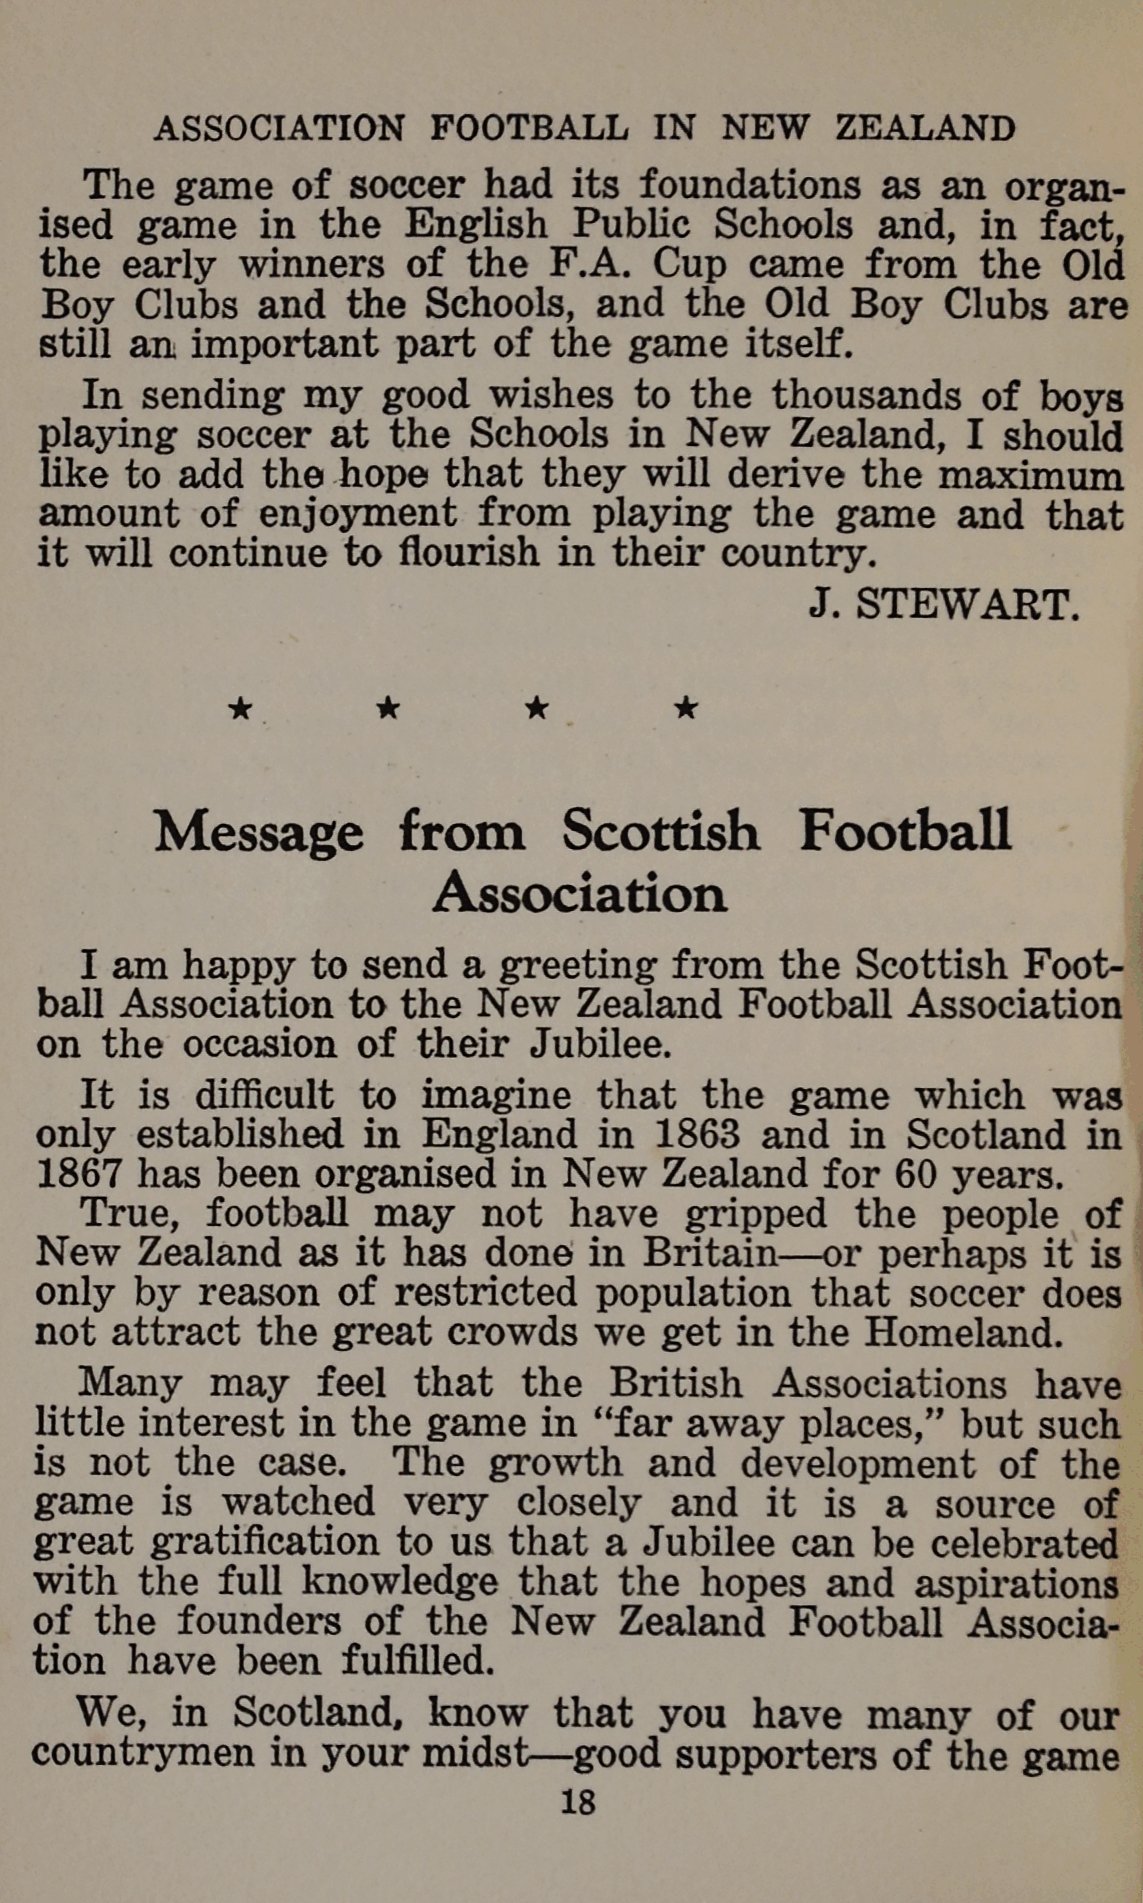 ASSOCIATION FOOTBALL IN NEW ZEALAND
The game of soccer had its foundations as an organ-
ised game in the English Public Schools and, in fact,
the early winners of the F.A. Cup came from the Old
Boy Clubs and the Schools, and the Old Boy Clubs are
still an important part of the game itself.
In sending my good wishes to the thousands of boys
playing soccer at the Schools in New Zealand, I should
like to add the hope that they will derive the maximum
amount of enjoyment from playing the game and that
it will continue to flourish in their country.
J. STEWART.
★ ★ ★ ★
Message from Scottish Football
Association
I am happy to send a greeting from the Scottish Foot-
ball Association to the New Zealand Football Association
on the occasion of their Jubilee.
It is difficult to imagine that the game which was
only established in England in 1863 and in Scotland in
1867 has been organised in New Zealand for 60 years.
True, football may not have gripped the people of
New Zealand as it has done in Britain—or perhaps it is
only by reason of restricted population that soccer does
not attract the great crowds we get in the Homeland.
Many may feel that the British Associations have
little interest in the game in “far away places,” but such
is not the case. The growth and development of the
game is watched very closely and it is a source of
great gratification to us that a Jubilee can be celebrated
with the full knowledge that the hopes and aspirations
of the founders of the New Zealand Football Associa-
tion have been fulfilled.
We, in Scotland, know that you have many of our
countrymen in your midst—good supporters of the game
18